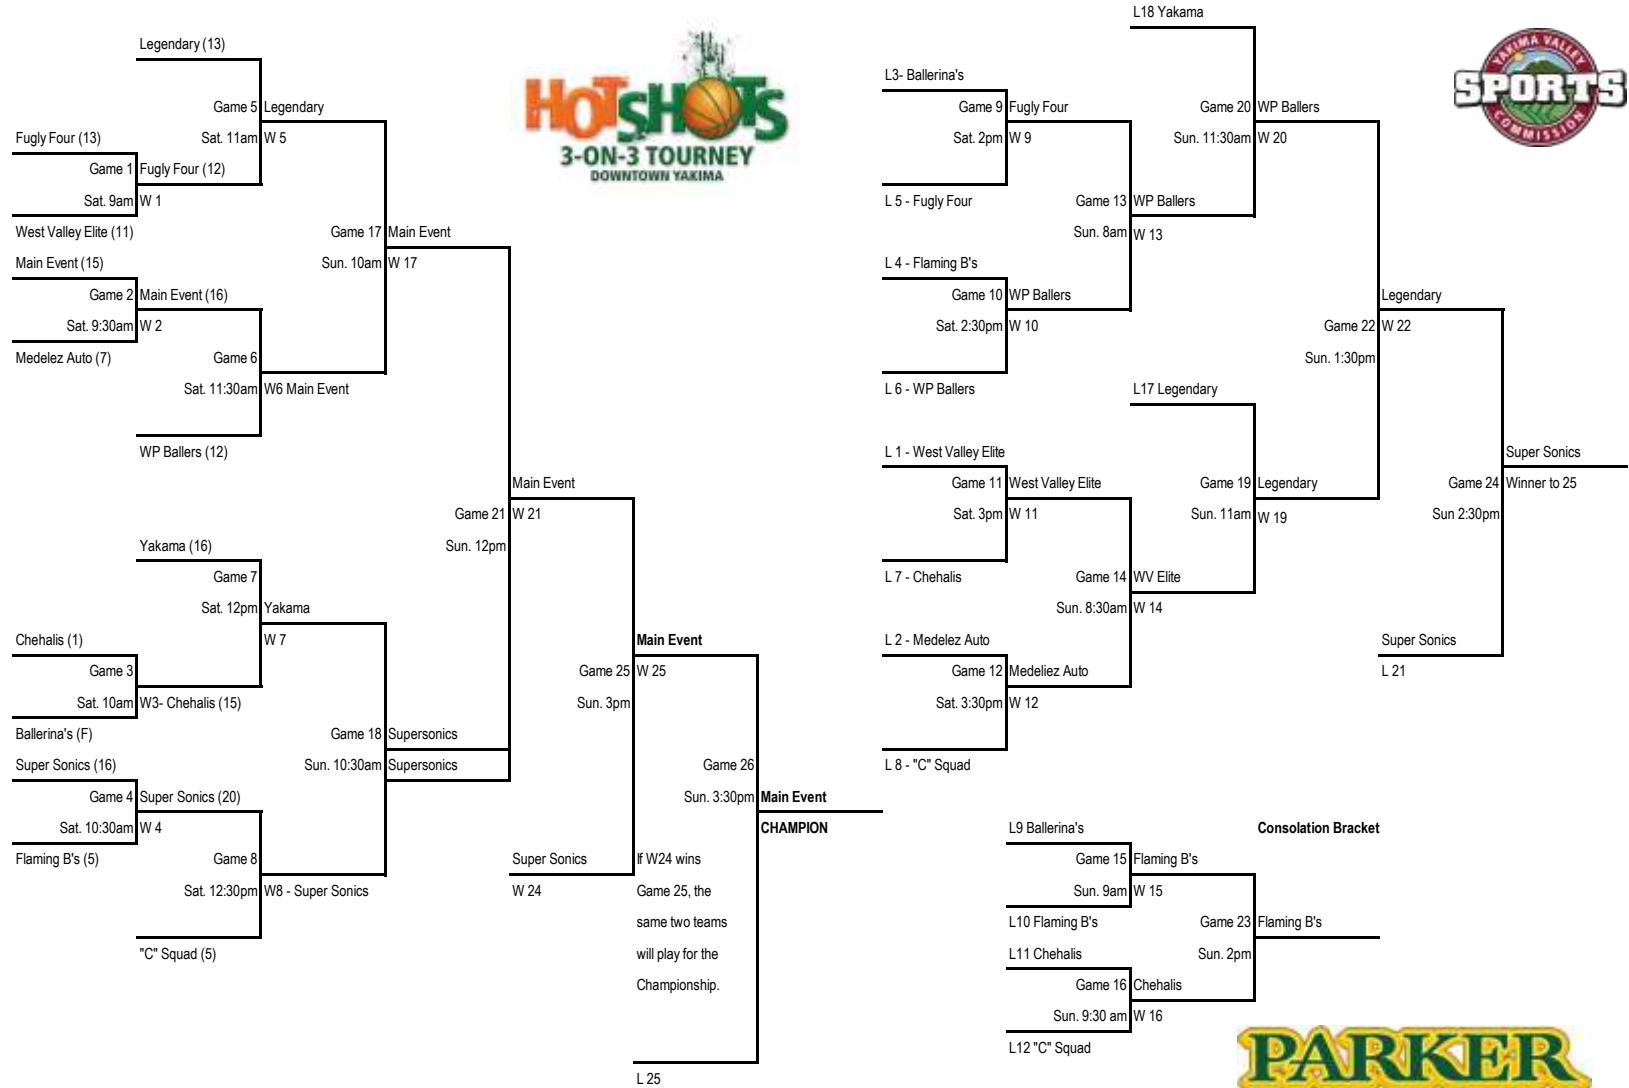 L18 Yakama
Legendary (13)
HOTSHOTS
3-ON-3 TOURNEY
DOWNTOWN YAKIMA
YAKIMA VALLEY
SPORTS
COMMISSION
L3- Ballerina's
Game 5 Legendary
Game 9 Fugly Four
Game 20 WP Ballers
Fugly Four (13)
Sat. 11am W 5
Sat. 2pm W 9
Sun. 11:30am W 20
Game 1 Fugly Four (12)
Sat. 9am W 1
L 5 - Fugly Four
Game 13 WP Ballers
West Valley Elite (11)
Game 17 Main Event
Sun. 8am W 13
Main Event (15)
Sun. 10am W 17
L 4 - Flaming B's
Game 2 Main Event (16)
Game 10 WP Ballers
Legendary
Sat. 9:30am W 2
Sat. 2:30pm W 10
Game 22 W 22
Medelez Auto (7)
Game 6
Sun. 1:30pm
Sat. 11:30am W6 Main Event
L 6 - WP Ballers
L17 Legendary
WP Ballers (12)
L 1 - West Valley Elite
Super Sonics
Main Event
Game 11 West Valley Elite
Game 19 Legendary
Game 24 Winner to 25
Game 21 W 21
Sat. 3pm W 11
Sun. 11am W 19
Sun 2:30pm
Yakama (16)
Sun. 12pm
Game 7
L 7 - Chehalis
Game 14 WV Elite
Sat. 12pm Yakama
Sun. 8:30am W 14
Chehalis (1)
W 7
Main Event
L 2 - Medelez Auto
Super Sonics
Game 3
Game 25 W 25
Game 12 Medeliez Auto
L 21
Sat. 10am W3- Chehalis (15)
Sun. 3pm
Sat. 3:30pm W 12
Ballerina's (F)
Game 18 Supersonics
Super Sonics (16)
Sun. 10:30am Supersonics
Game 26
L 8 - "C" Squad
Game 4 Super Sonics (20)
Sun. 3:30pm Main Event
Sat. 10:30am W 4
CHAMPION
L9 Ballerina's
Consolation Bracket
Flaming B's (5)
Game 8
Super Sonics
If W24 wins
Game 15 Flaming B's
Sat. 12:30pm W8 - Super Sonics
W 24
Game 25, the
Sun. 9am W 15
same two teams
L10 Flaming B's
Game 23 Flaming B's
"C" Squad (5)
will play for the
L11 Chehalis
Sun. 2pm
Championship.
Game 16 Chehalis
Sun. 9:30 am W 16
L12 "C" Squad
PARKER
L 25